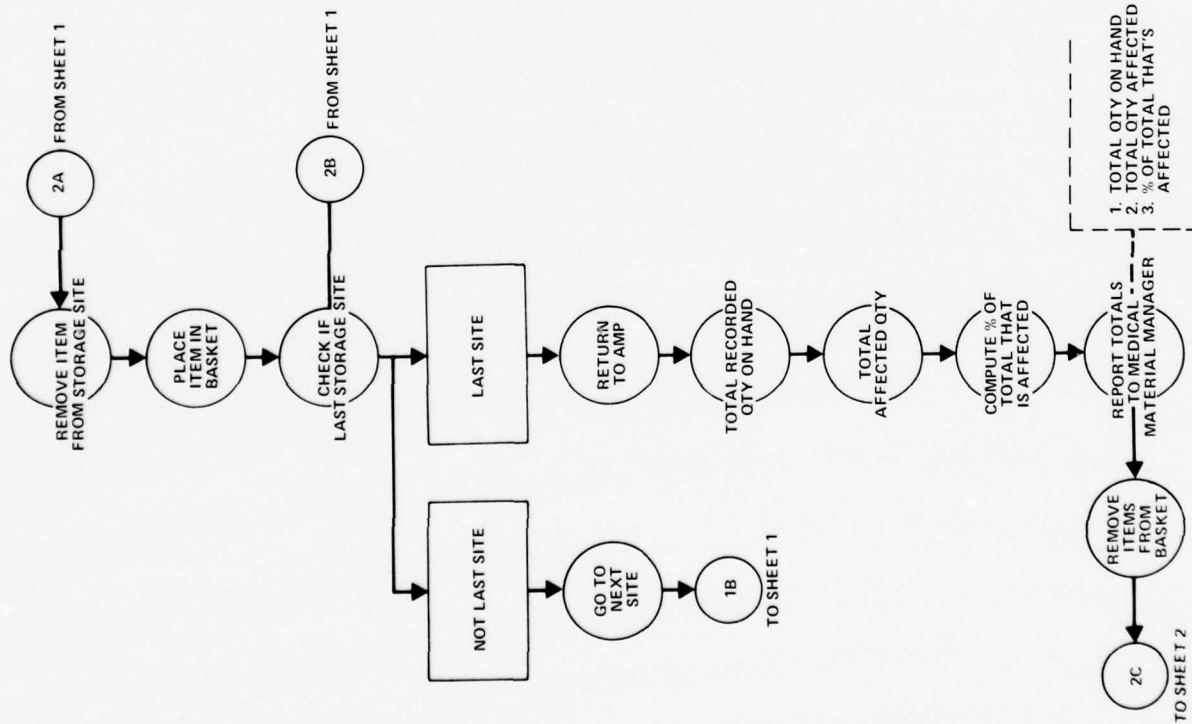 2A
FROM SHEET 1
REMOVE ITEM
FROM STORAGE SITE
PLACE
ITEM IN
BASKET
2B
FROM SHEET 1
CHECK IF
LAST STORAGE SITE
NOT LAST SITE
LAST SITE
GO TO
NEXT
SITE
1B
TO SHEET 1
RETURN
TO AMP
TOTAL RECORDED
QTY ON HAND
TOTAL
AFFECTED QTY
COMPUTE % OF
TOTAL THAT
IS AFFECTED
REPORT TOTALS
TO MEDICAL
MATERIAL MANAGER
1. TOTAL QTY ON HAND
2. TOTAL QTY AFFECTED
3. % OF TOTAL THAT'S
AFFECTED
REMOVE
ITEMS
FROM
BASKET
2C
TO SHEET 2